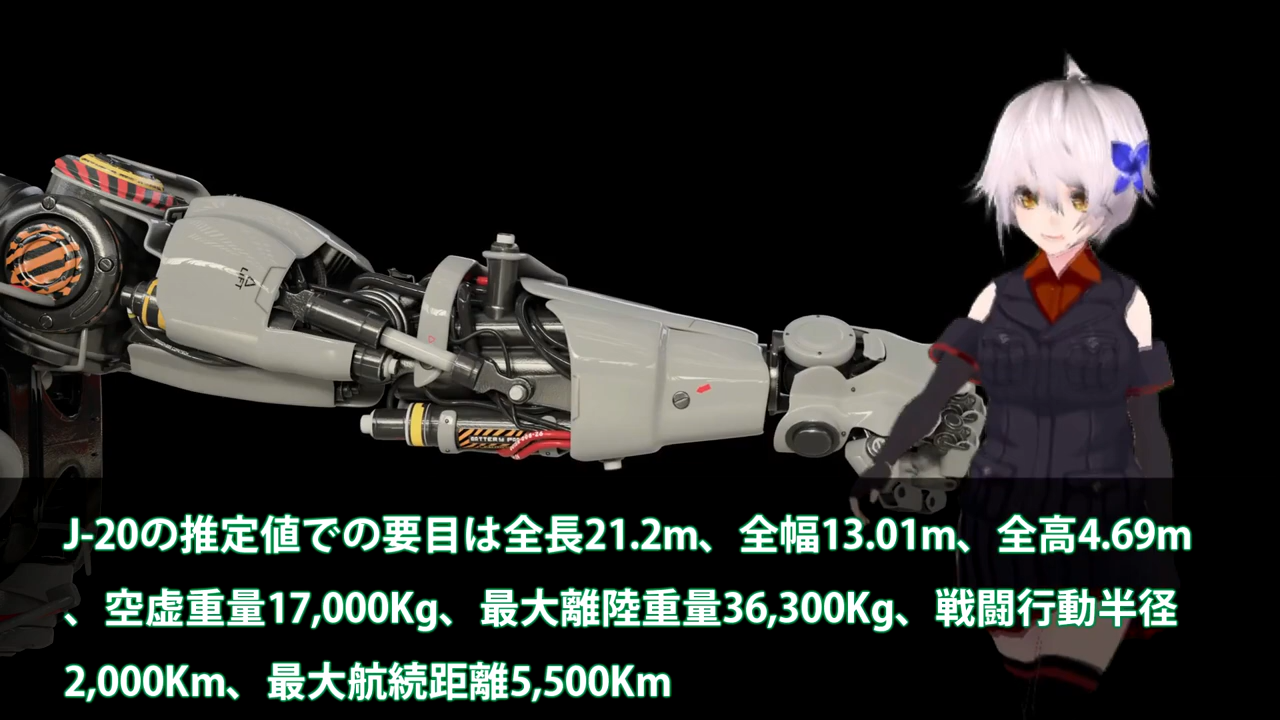 LIFT
BATTERY
J-20の推定値での要目は全長21.2m、全幅13.01m、全高4.69m
、空虚重量17,000Kg、最大離陸重量36,300Kg、戦闘行動半径
2,000Km、最大航続距離5,500Km